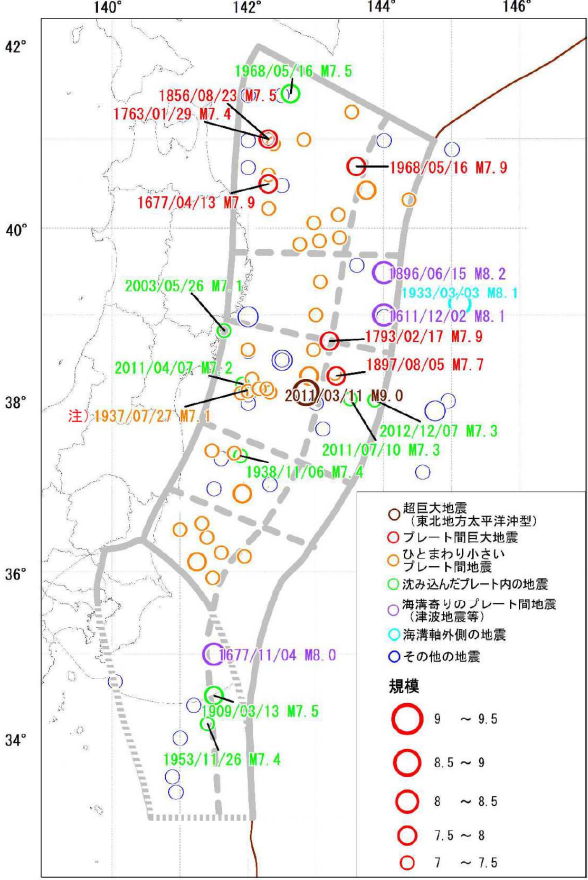 140° 142° 144° 146°
42°
1968/05/16 M7.5
1856/08/23 M7.5
1763/01/29 M7.4
1968/05/16 M7.9
1677/04/13 M7.9
40°
1896/06/15 M8.2
2003/05/26 M7.1
1933/03/03 M8.1
1611/12/02 M8.1
1793/02/17 M7.9
2011/04/07 M7.2
1897/08/05 M7.7
2011/03/11 M9.0
38°
注) 1937/07/27 M7.1
2012/12/07 M7.3
2011/07/10 M7.3
1938/11/06 M7.4
36°
1677/11/04 M8.0
1909/03/13 M7.5
34°
1953/11/26 M7.4
超巨大地震
(東北地方太平洋沖型)
プレート間巨大地震
ひとまわり小さい
プレート間地震
沈み込んだプレート内の地震
海溝寄りのプレート間地震
(津波地震等)
海溝軸外側の地震
その他の地震
規模
9 ～ 9.5
8.5 ～ 9
8 ～ 8.5
7.5 ～ 8
7 ～ 7.5